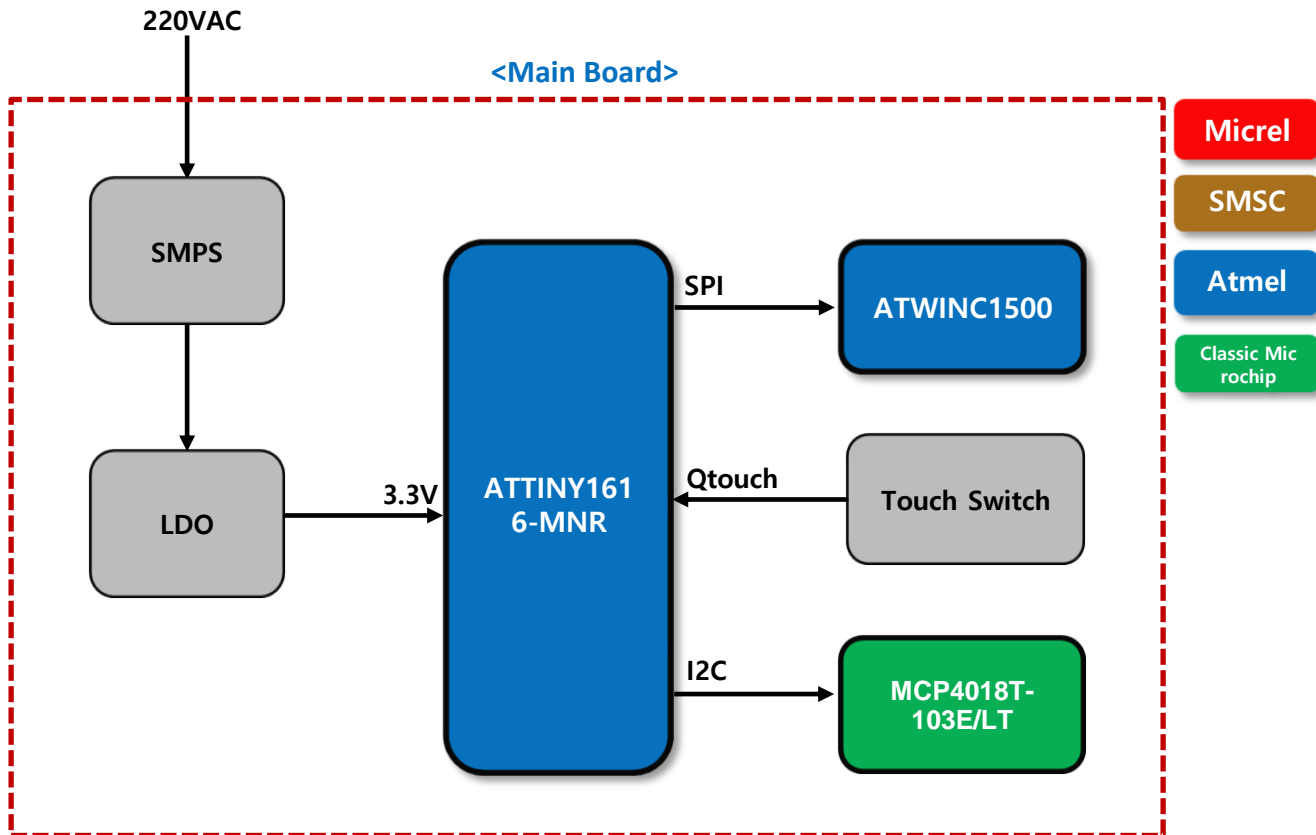 220VAC
<Main Board>
Micrel
SMSC
Atmel
Classic Mic
rochip
SMPS
SPI
ATWINC1500
LDO
3.3V
ATTINY161
6-MNR
Qtouch
Touch Switch
I2C
MCP4018T-
103E/LT